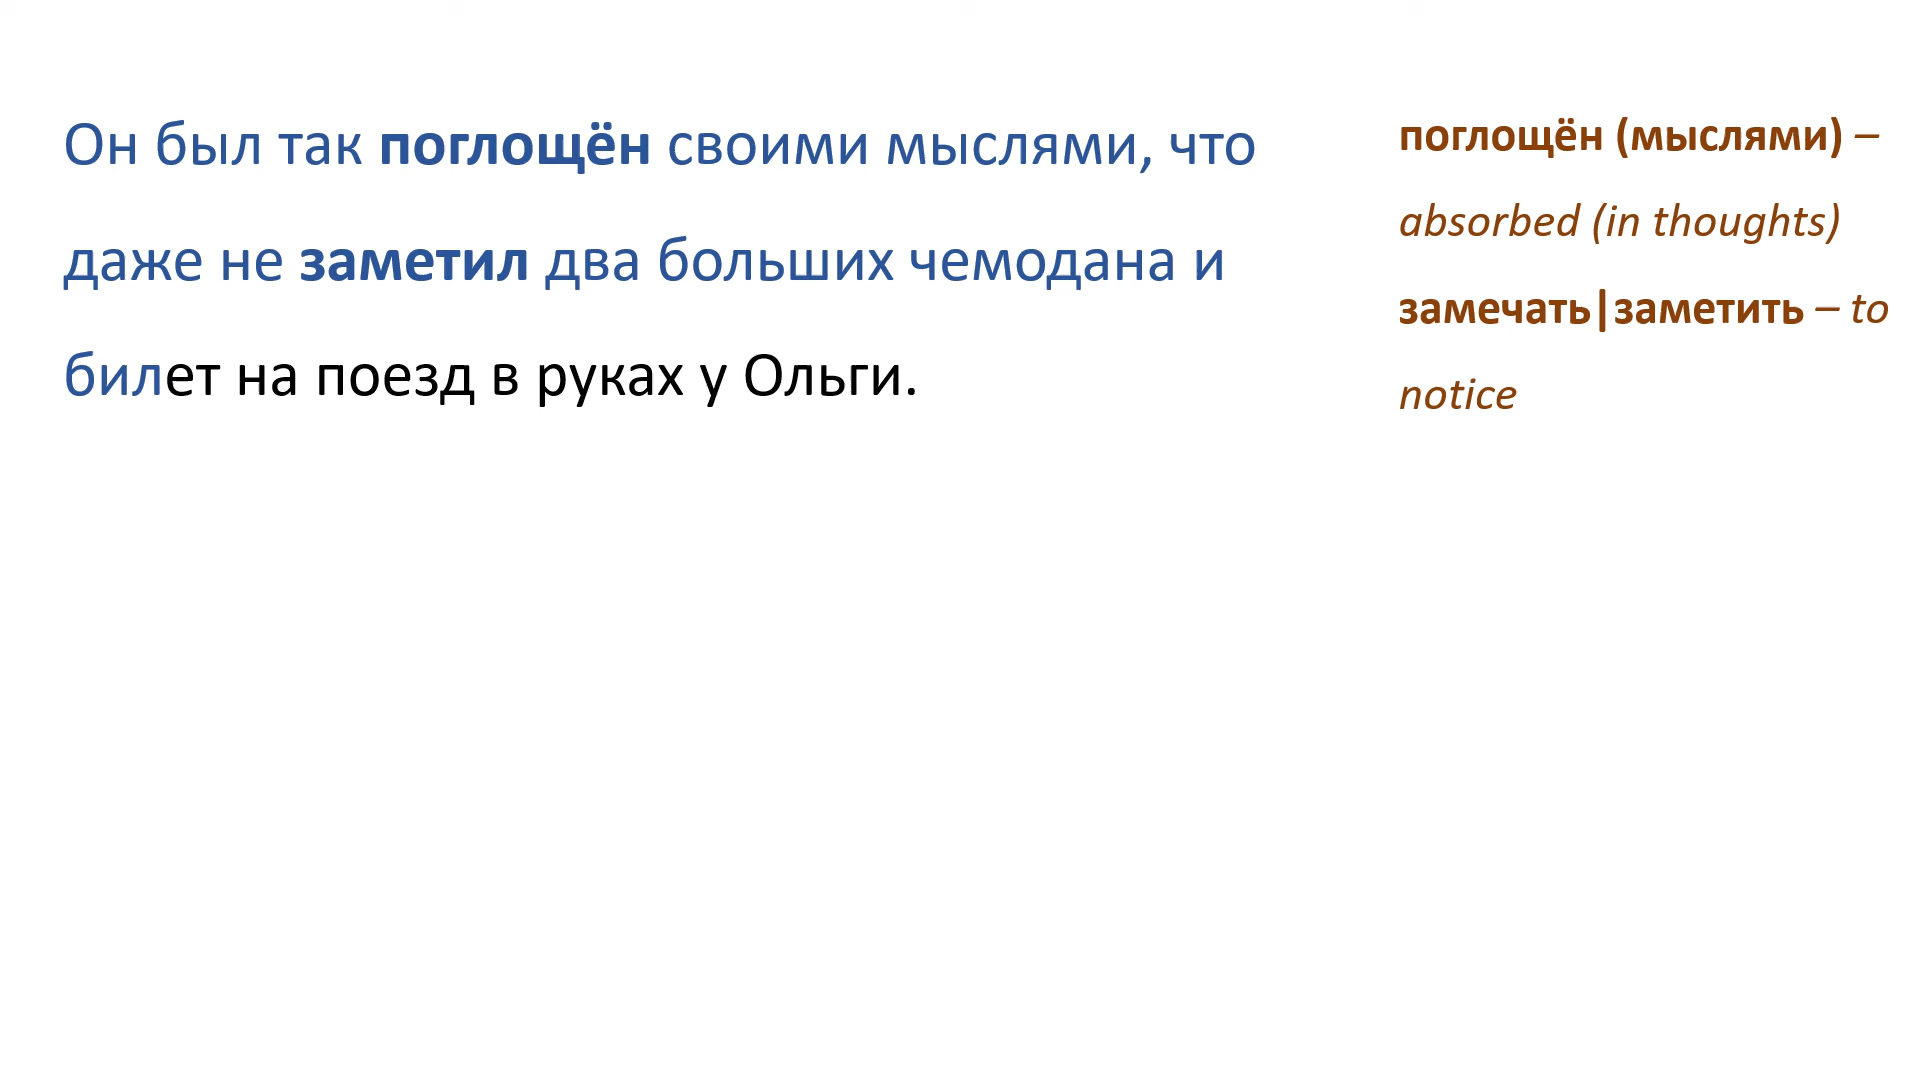 Он был так поглощён своими мыслями, что
даже не заметил два больших чемодана и
билет на поезд в руках у Ольги.
поглощён (мыслями) –
absorbed (in thoughts)
замечать|заметить – to
notice